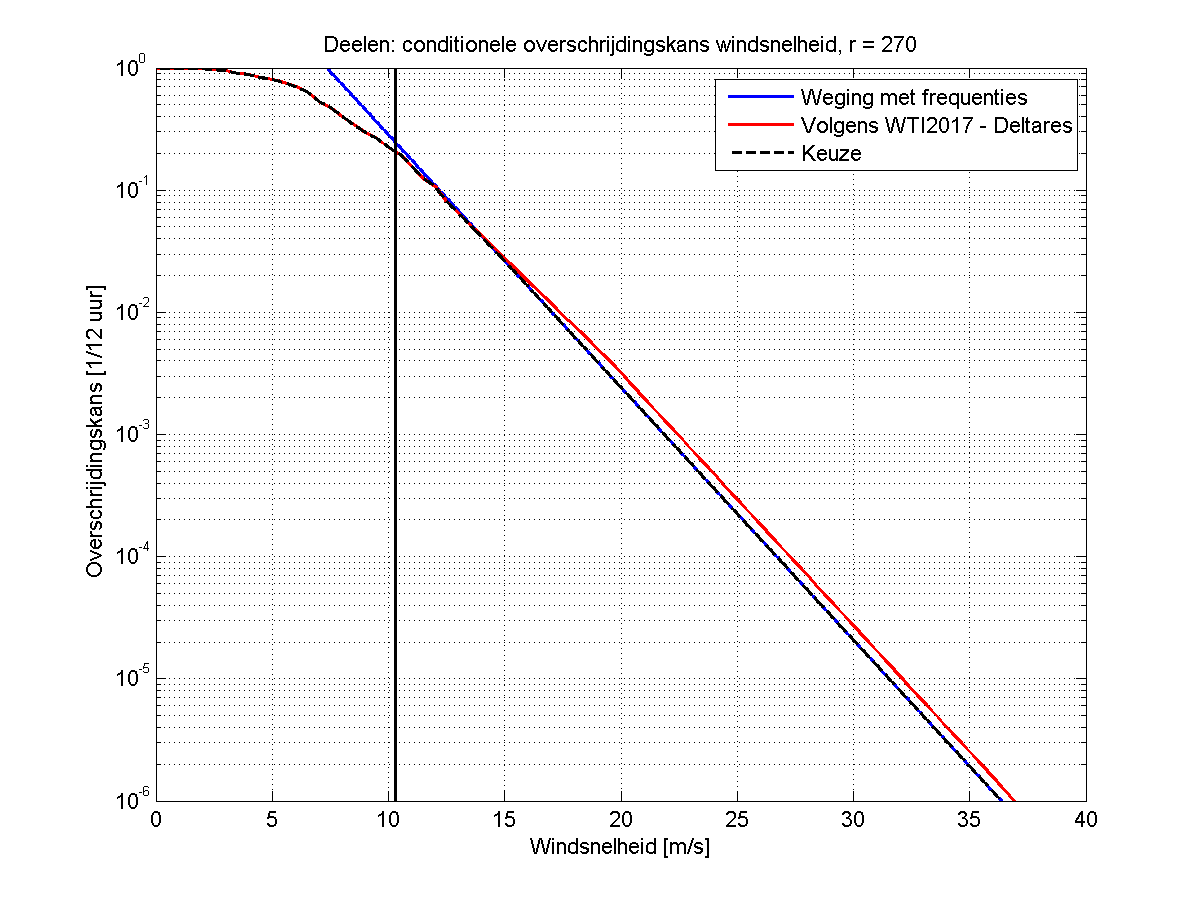 Deelen: conditionele overschrijdingskans windsnelheid, r = 270
Weging met frequenties
Volgens WTI2017 - Deltares
Keuze
Overschrijdingskans [1/12 uur]
10^0
10^-1
10^-2
10^-3
10^-4
10^-5
10^-6
0 5 10 15 20 25 30 35 40
Windsnelheid [m/s]